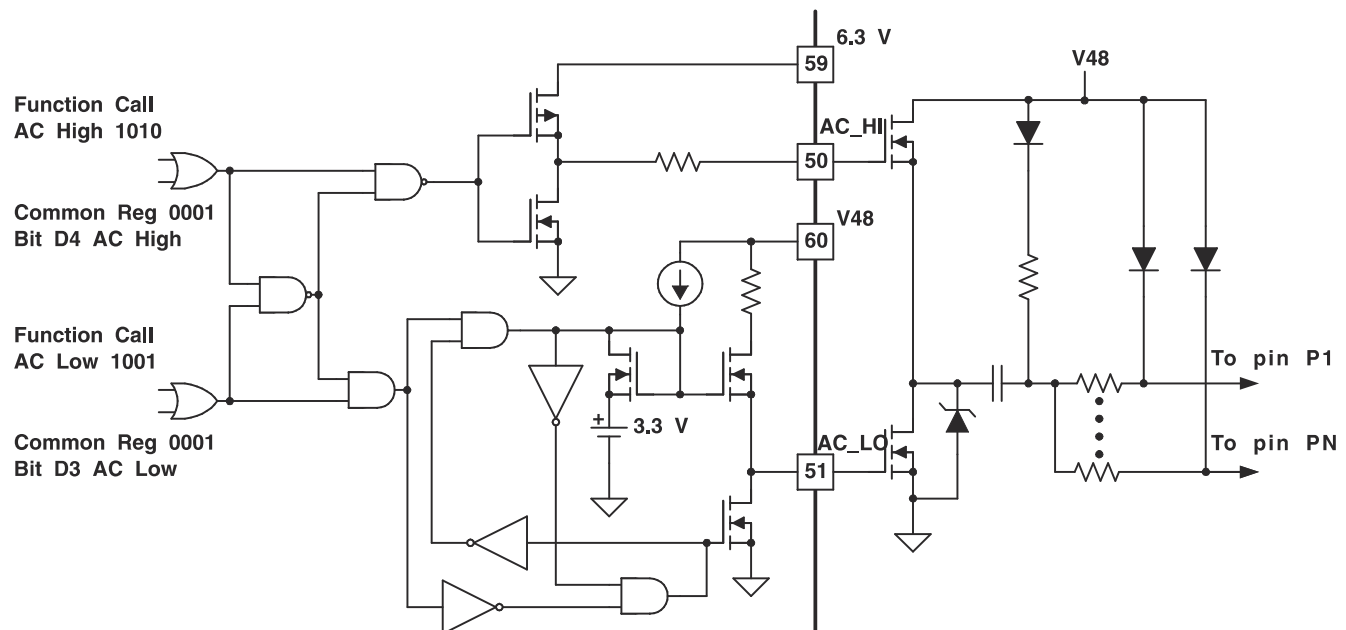 6.3 V
59
V48
Function Call
AC High 1010
AC_HI
50
Common Reg 0001
Bit D4 AC High
V48
60
Function Call
AC Low 1001
To pin P1
+
3.3 V
Common Reg 0001
Bit D3 AC Low
AC_LO
51
To pin PN